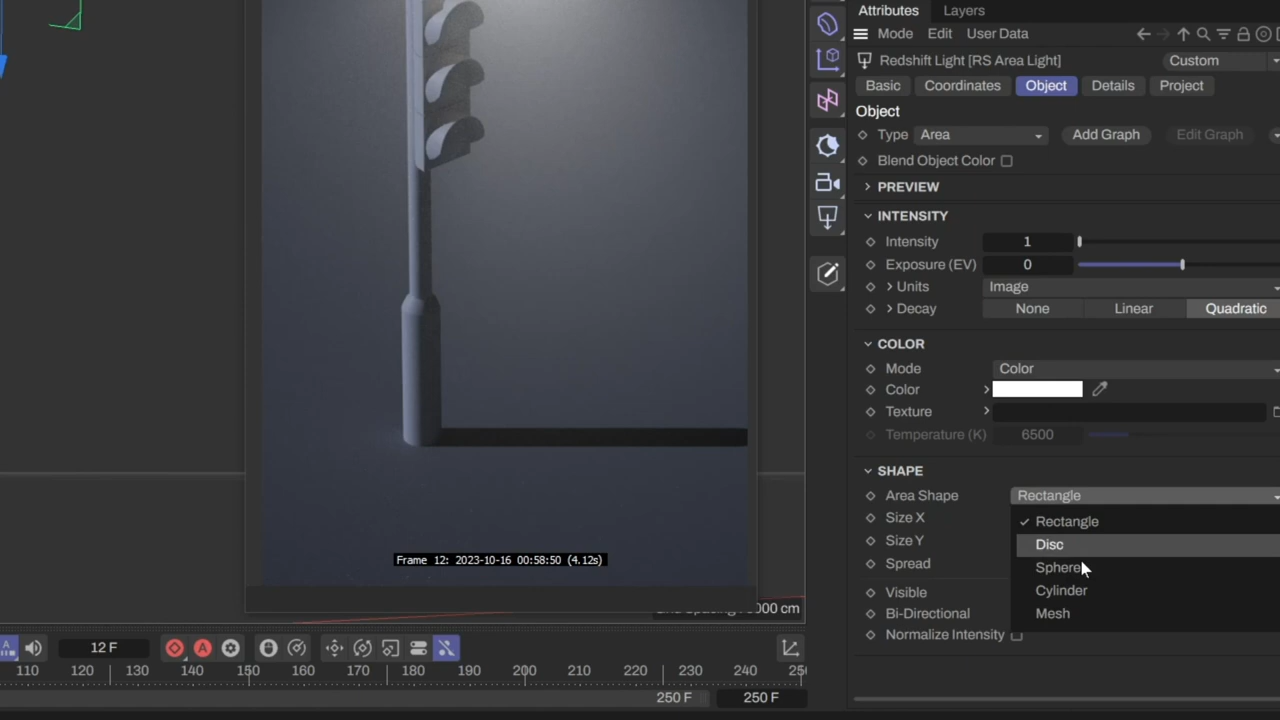 Attributes Layers
Mode Edit User Data
Redshift Light [RS Area Light] Custom
Basic Coordinates Object Details Project
Object
Type Area Add Graph Edit Graph
Blend Object Color
PREVIEW
INTENSITY
Intensity 1
Exposure (EV) 0
Units Image
Decay None Linear Quadratic
COLOR
Mode Color
Color
Texture
Temperature (K) 6500
SHAPE
Area Shape Rectangle
Size X Rectangle
Size Y Disc
Spread Sphere
Visible Cylinder
Bi-Directional Mesh
Normalize Intensity
Frame 12: 2023-10-16 00:58:50 (4.12s)
000 cm
12 F
110 120 130 140 150 160 170 180 190 200 210 220 230 240
250 F 250 F